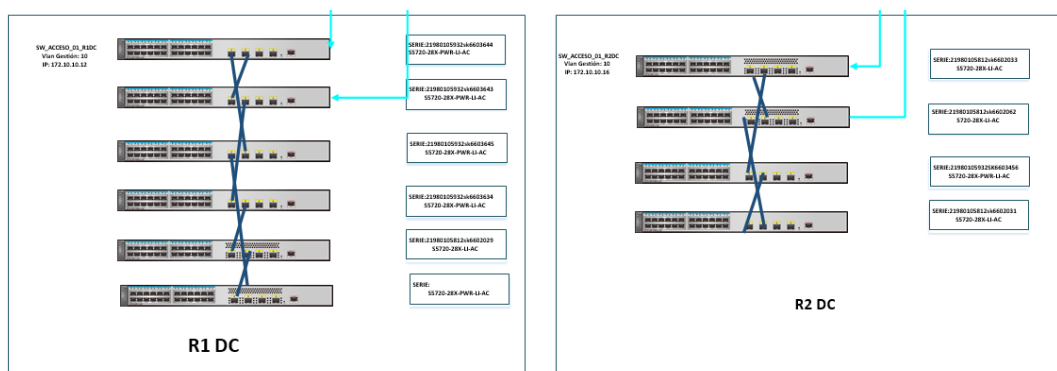 SW_ACCESO_01_R1DC
Vlan Gestión: 10
IP: 172.10.10.12
SERIE:21980105932sk6603644
S5720-28X-PWR-LI-AC
SERIE:21980105932sk6603643
S5720-28X-PWR-LI-AC
SERIE:21980105932sk6603645
S5720-28X-PWR-LI-AC
SERIE:21980105932sk6603634
S5720-28X-PWR-LI-AC
SERIE:21980105812sk6602029
S5720-28X-LI-AC
SERIE:
S5720-28X-PWR-LI-AC
R1 DC
SW_ACCESO_01_R2DC
Vlan Gestión: 10
IP: 172.10.10.16
SERIE:21980105812sk6602033
S5720-28X-LI-AC
SERIE:21980105812sk6602062
S720-28X-LI-AC
SERIE:21980105932SK6603456
S5720-28X-PWR-LI-AC
SERIE:21980105812sk6602031
S5720-28X-LI-AC
R2 DC